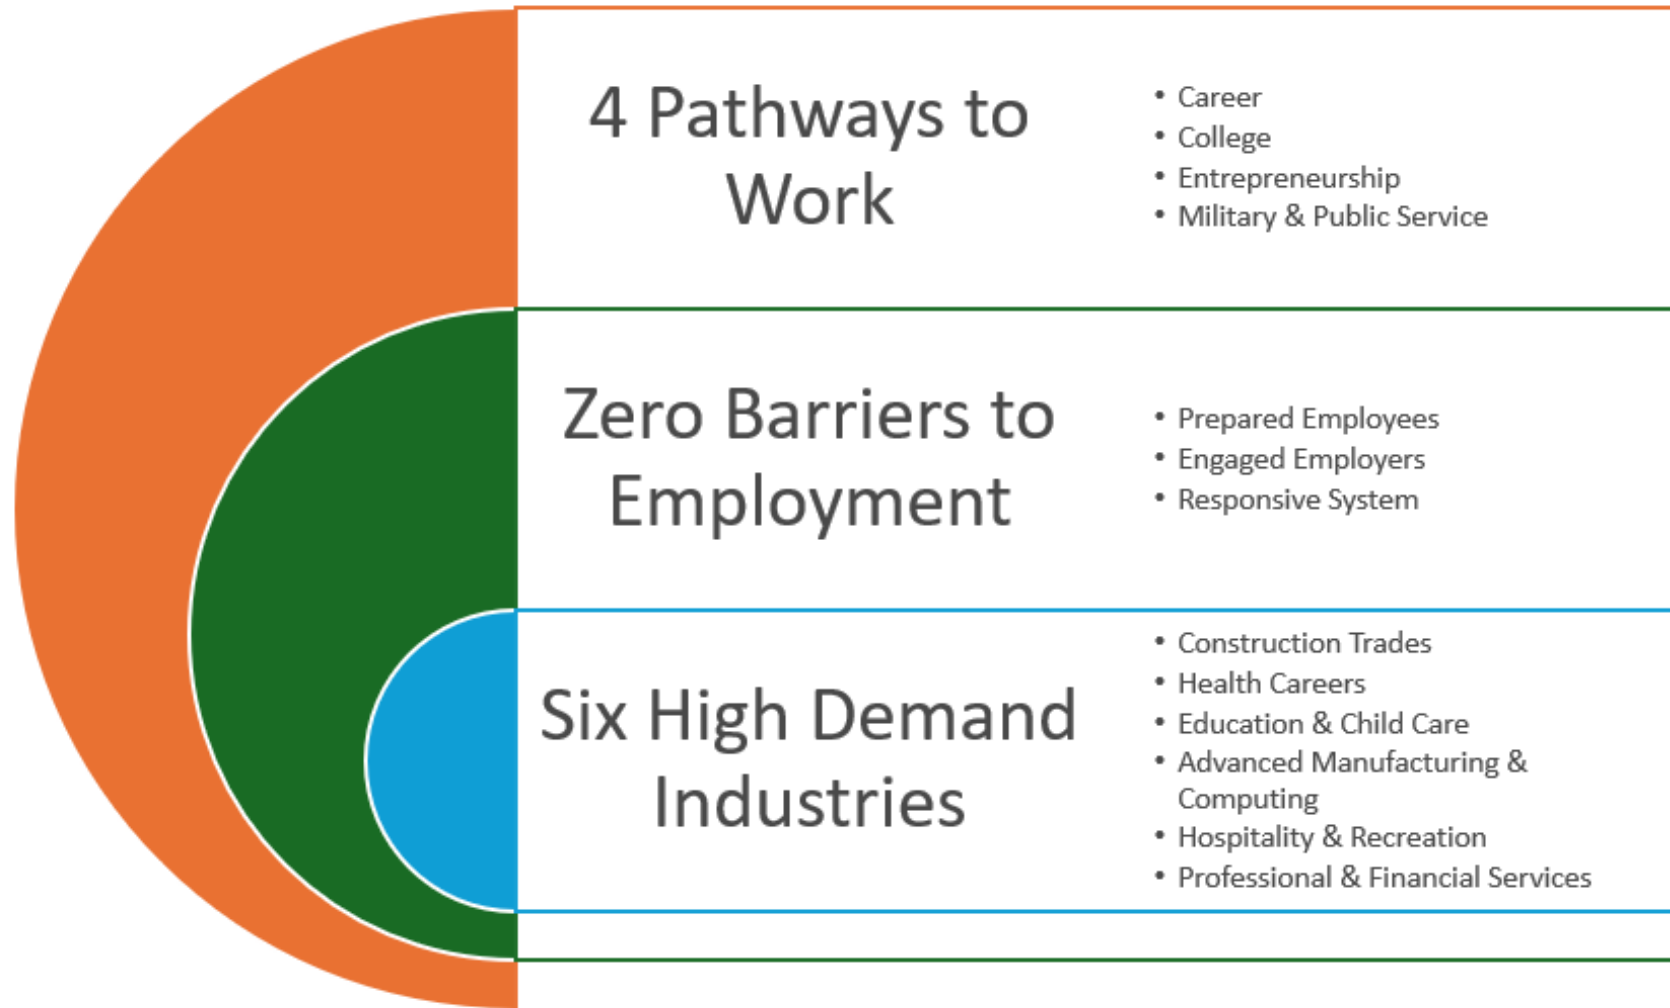 4 Pathways to
Work
• Career
• College
• Entrepreneurship
• Military & Public Service
Zero Barriers to
Employment
• Prepared Employees
• Engaged Employers
• Responsive System
Six High Demand
Industries
• Construction Trades
• Health Careers
• Education & Child Care
• Advanced Manufacturing &
Computing
• Hospitality & Recreation
• Professional & Financial Services